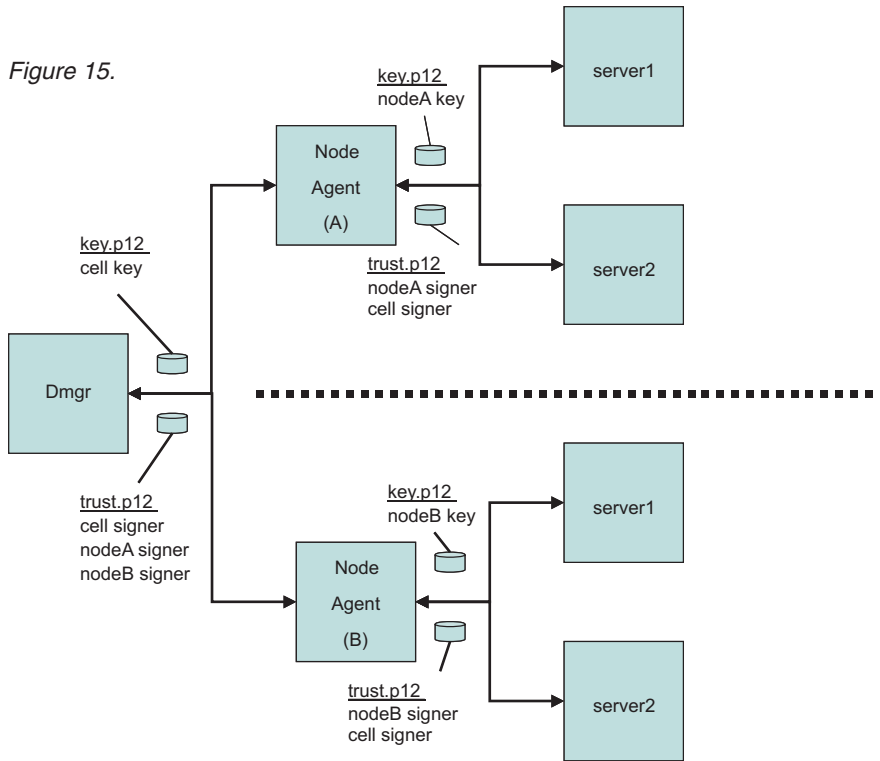 Figure 15.
key.p12
nodeA key
server1
Node
Agent
(A)
trust.p12
nodeA signer
cell signer
server2
key.p12
cell key
Dmgr
trust.p12
cell signer
nodeA signer
nodeB signer
key.p12
nodeB key
server1
Node
Agent
(B)
trust.p12
nodeB signer
cell signer
server2